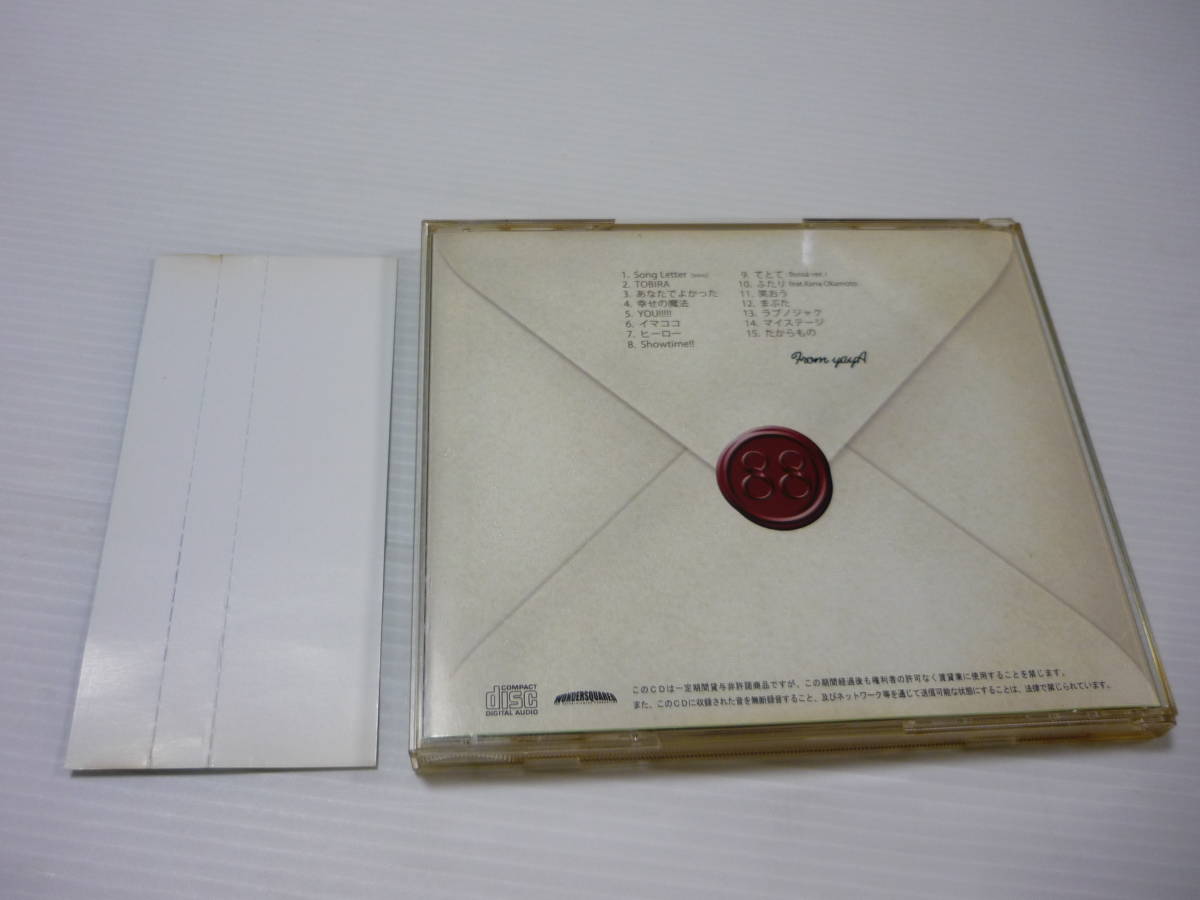 1. Song Letter (intro)
2. TOBIRA
3. あなたでよかった
4. 幸せの魔法
5. YOU!!!!!
6. イマココ
7. ヒーロー
8. Showtime!!
9. てとて (Bossa ver.)
10. ふたり feat.Kana Okamoto
11. 笑おう
12. まぶた
13. ラブノジャケ
14. マイステージ
15. たからもの
From yayA
88
COMPACT
disc
DIGITAL AUDIO
WONDERSQUARER
このCDは一定期間貸与非許諾商品ですが、この期間経過後も権利者の許可なく賃貸業に使用することを禁じます。
また、このCDに収録された音を無断録音すること、及びネットワーク等を通じて送信可能な状態にすることは、法律で禁じられています。